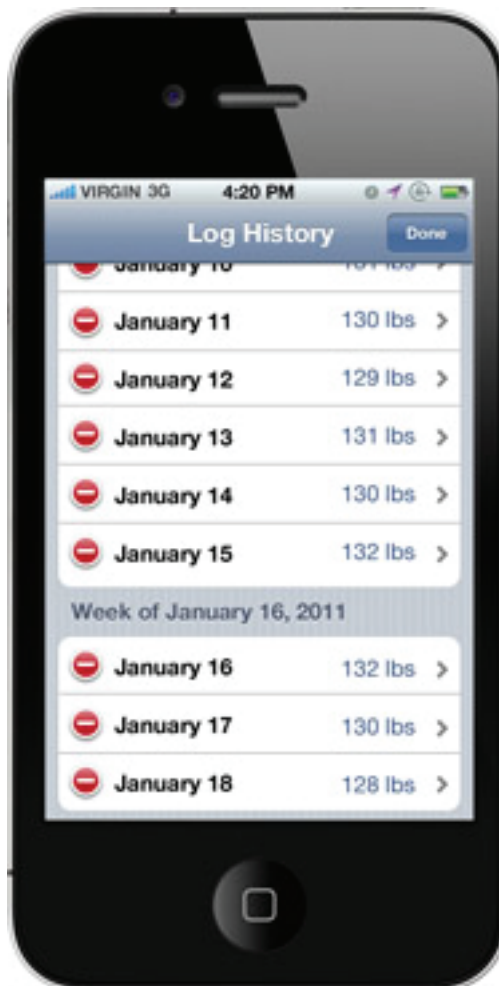 VIRGIN 3G 4:20 PM
Log History Done
January 10
January 11 130 lbs
January 12 129 lbs
January 13 131 lbs
January 14 130 lbs
January 15 132 lbs
Week of January 16, 2011
January 16 132 lbs
January 17 130 lbs
January 18 128 lbs